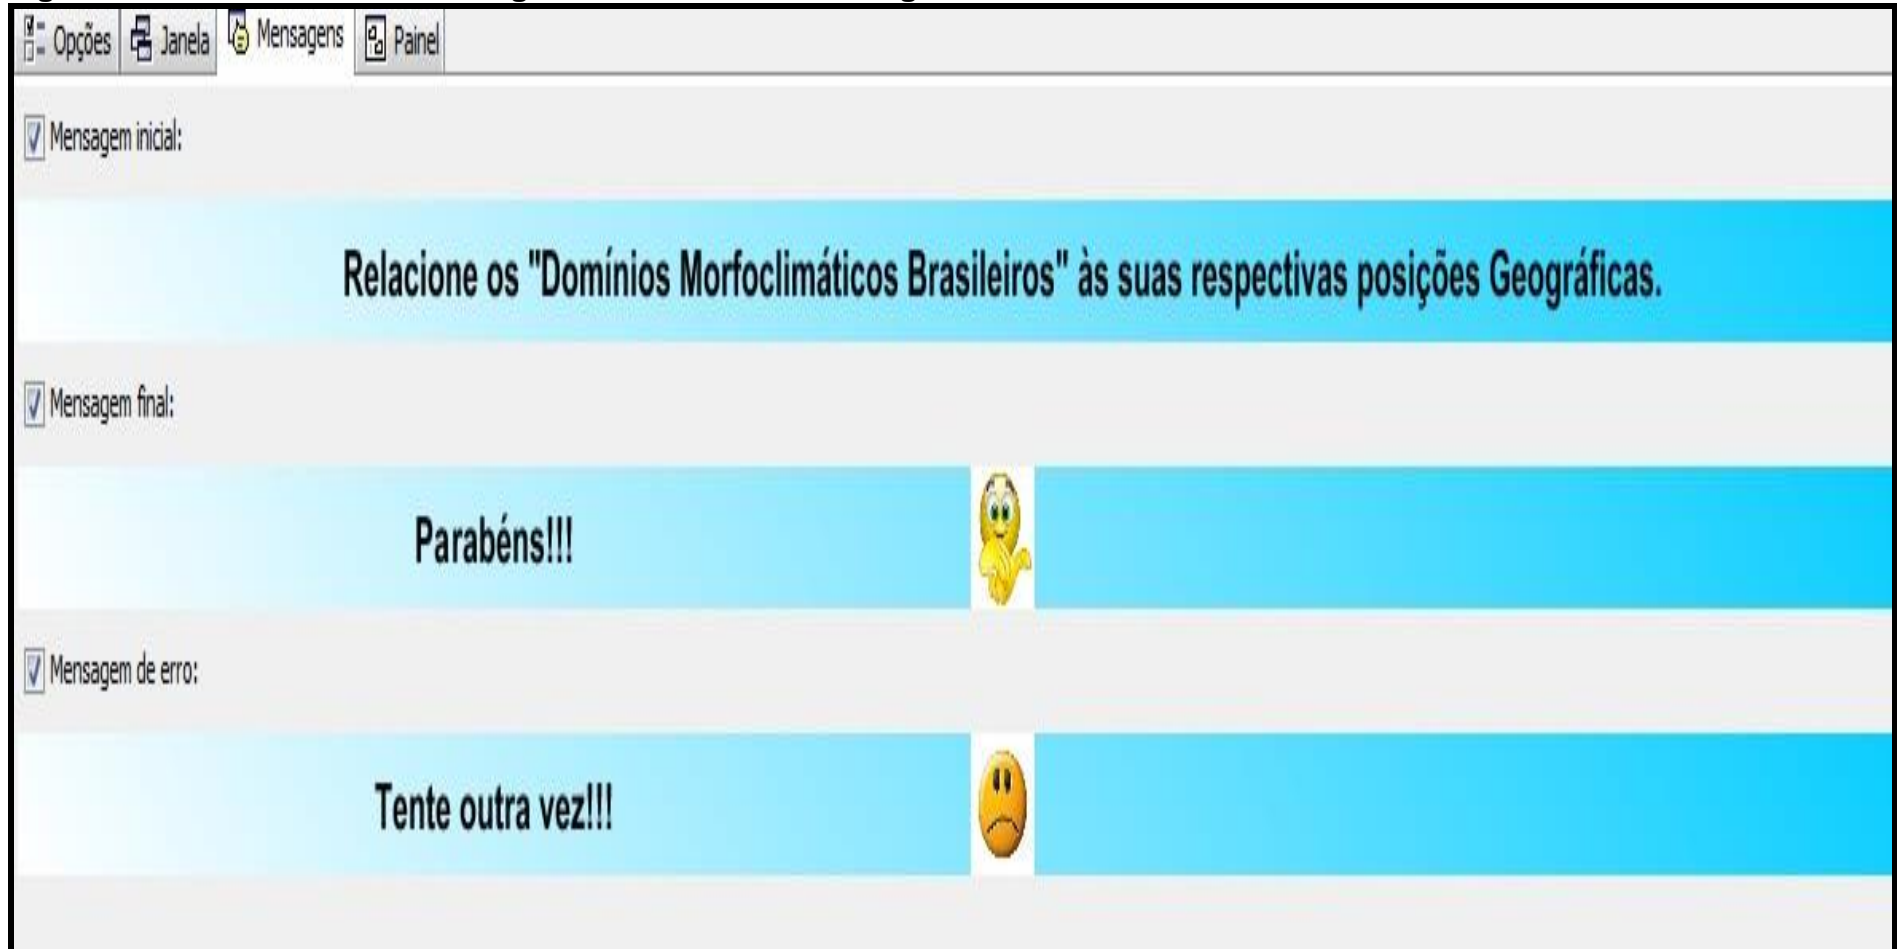 Opções Janela Mensagens Painel
Mensagem inicial:
Relacione os "Domínios Morfoclimáticos Brasileiros" às suas respectivas posições Geográficas.
Mensagem final:
Parabéns!!!
Mensagem de erro:
Tente outra vez!!!